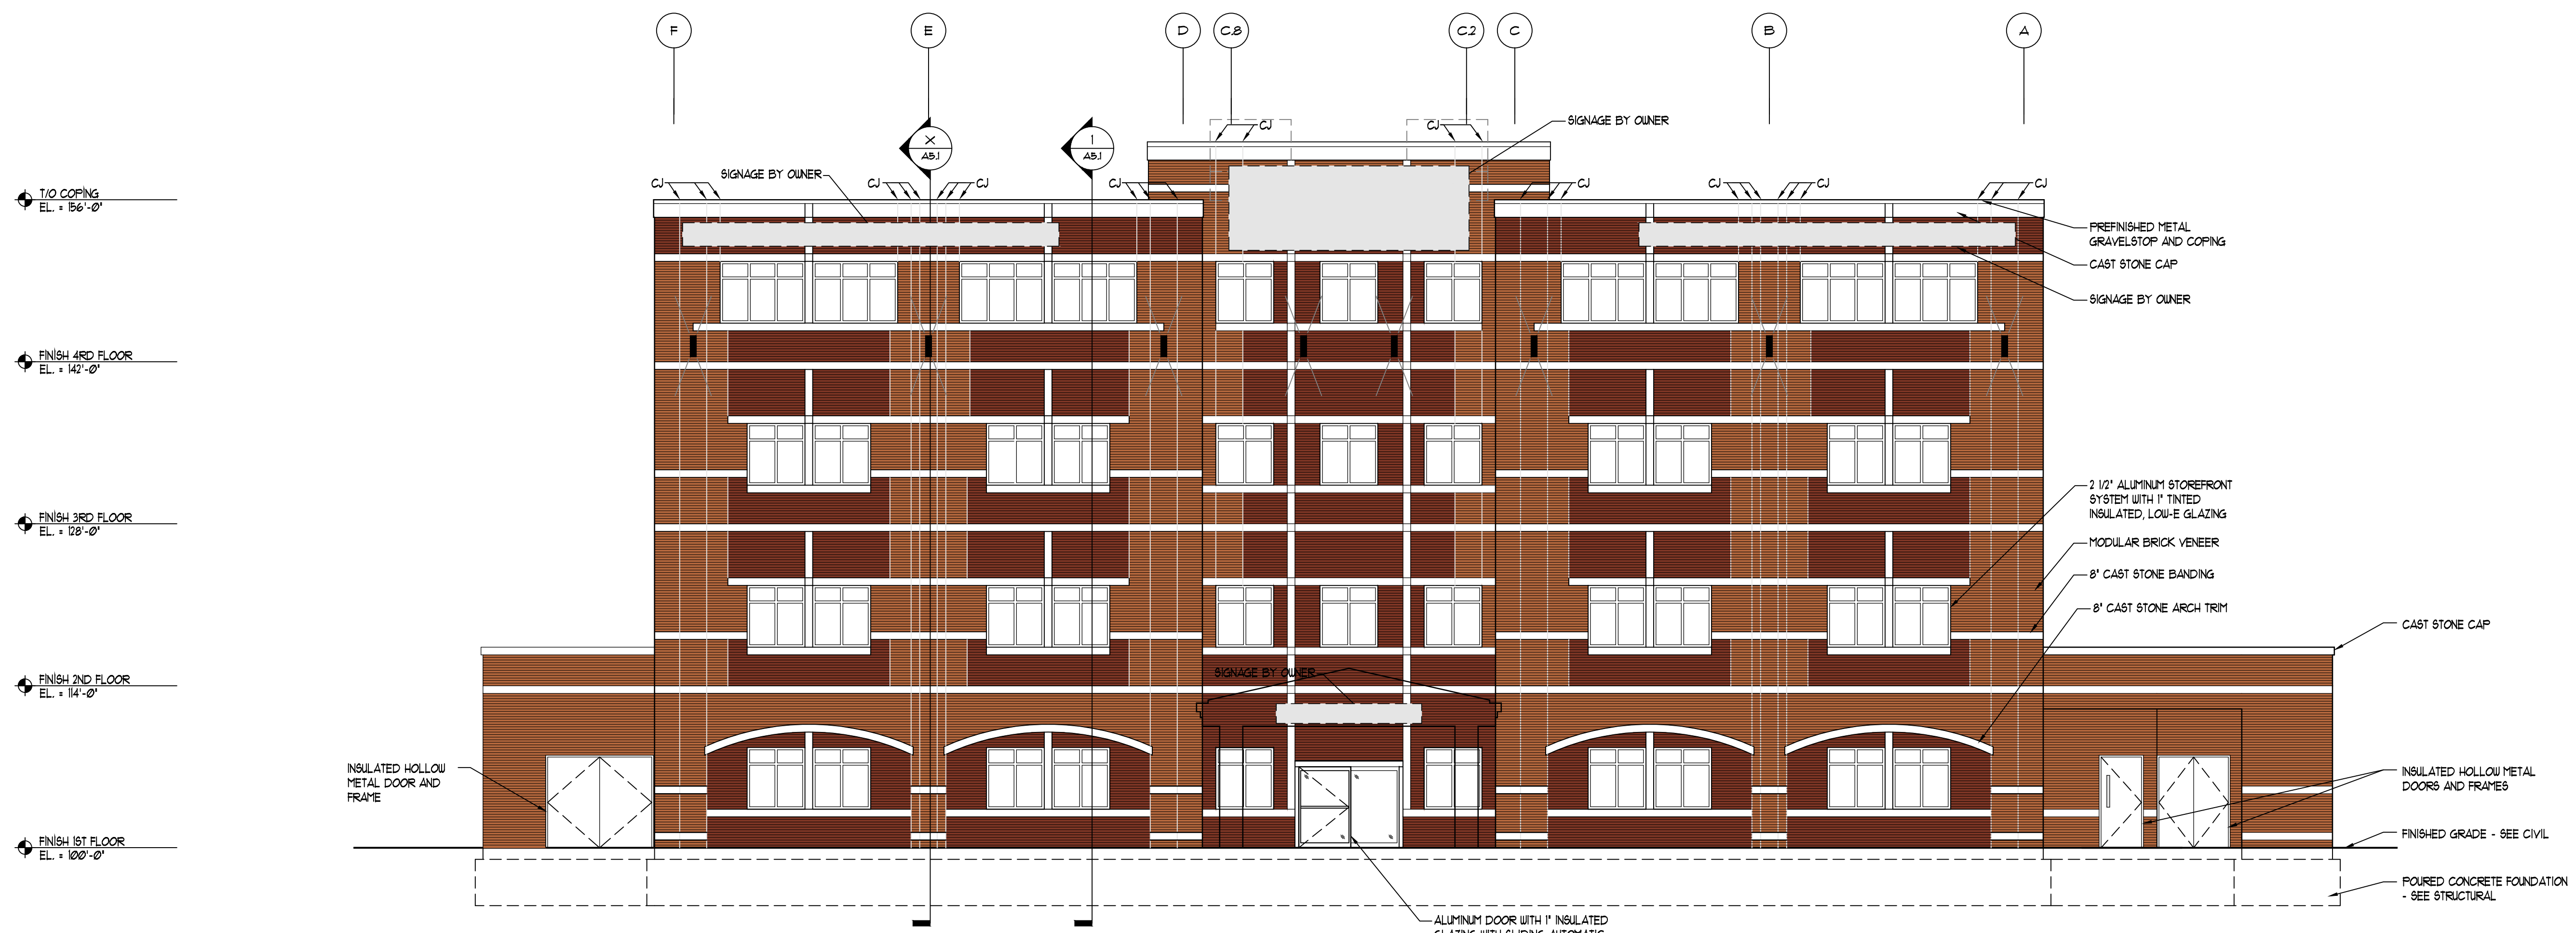 F
E
D
C.8
C.2
C
B
A
CJ
CJ
SIGNAGE BY OWNER
X
A5.1
1
A5.1
SIGNAGE BY OWNER
CJ
CJ
CJ
CJ
CJ
CJ
CJ
CJ
T/O COPING
EL. = 156'-0"
PREFINISHED METAL
GRAVELSTOP AND COPING
CAST STONE CAP
SIGNAGE BY OWNER
FINISH 4RD FLOOR
EL. = 142'-0"
2 1/2" ALUMINUM STOREFRONT
SYSTEM WITH 1" TINTED
INSULATED, LOW-E GLAZING
FINISH 3RD FLOOR
EL. = 128'-0"
MODULAR BRICK VENEER
8" CAST STONE BANDING
8" CAST STONE ARCH TRIM
CAST STONE CAP
FINISH 2ND FLOOR
EL. = 114'-0"
SIGNAGE BY OWNER
INSULATED HOLLOW
METAL DOOR AND
FRAME
INSULATED HOLLOW METAL
DOORS AND FRAMES
FINISH 1ST FLOOR
EL. = 100'-0"
FINISHED GRADE - SEE CIVIL
POURED CONCRETE FOUNDATION
- SEE STRUCTURAL
ALUMINUM DOOR WITH 1" INSULATED
GLAZING WITH SLIDING AUTOMATIC